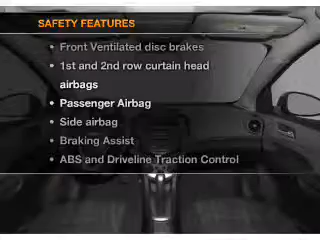 SAFETY FEATURES
• Front Ventilated disc brakes
• 1st and 2nd row curtain head
airbags
• Passenger Airbag
• Side airbag
• Braking Assist
• ABS and Driveline Traction Control